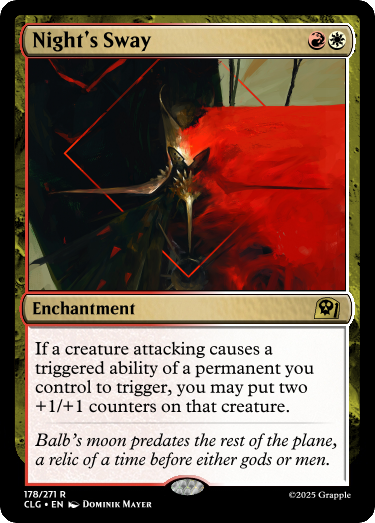 Night's Sway
Enchantment
If a creature attacking causes a
triggered ability of a permanent you
control to trigger, you may put two
+1/+1 counters on that creature.
Balb's moon predates the rest of the plane,
a relic of a time before either gods or men.
178/271 R
CLG • EN Dominik Mayer
©2025 Grapple